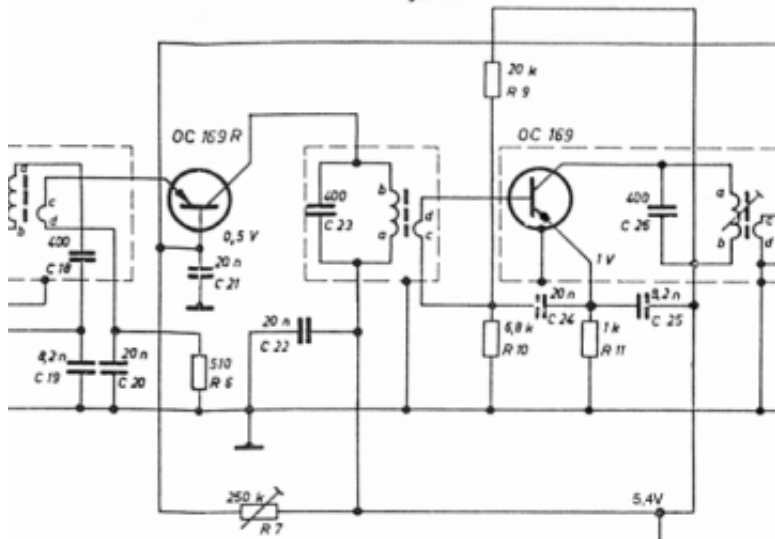 20 k
R 9
OC 169 R
OC 169
a
b
c
d
400
C 18
0,5 V
20 n
C 21
400
C 23
b
a
d
c
400
C 26
a
b
c
d
1 V
8,2 n
C 19
20 n
C 20
510
R 6
20 n
C 22
6,8 k
R 10
20 n
C 24
1 k
R 11
8,2 n
C 25
250 k
R 7
5,4V